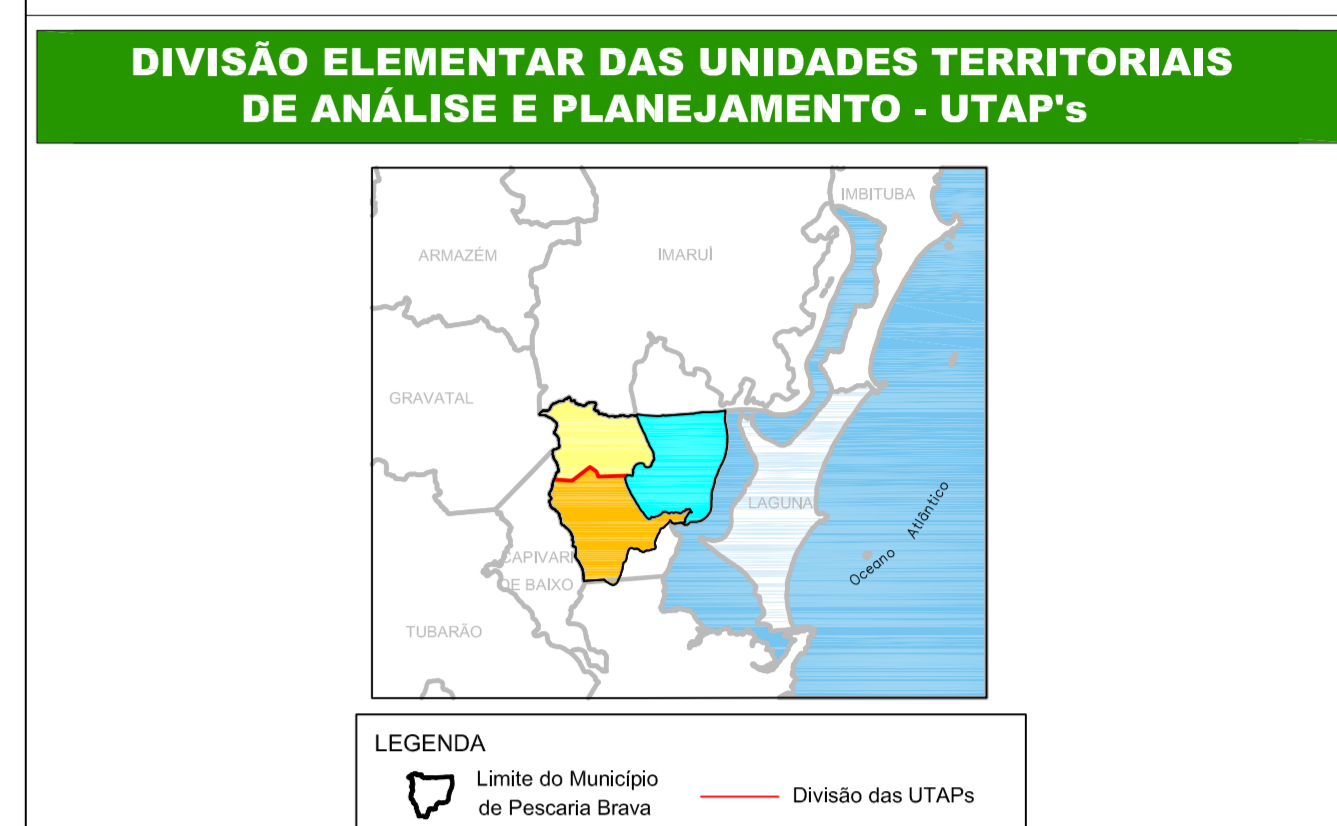 DIVISÃO ELEMENTAR DAS UNIDADES TERRITORIAIS
DE ANÁLISE E PLANEJAMENTO - UTAP's
IMBITUBA
ARMAZÉM
IMARUÍ
GRAVATAL
LAGUNA
Oceano Atlântico
CAPIVARI
DE BAIXO
TUBARÃO
LEGENDA
Limite do Município
de Pescaria Brava
Divisão das UTAPs